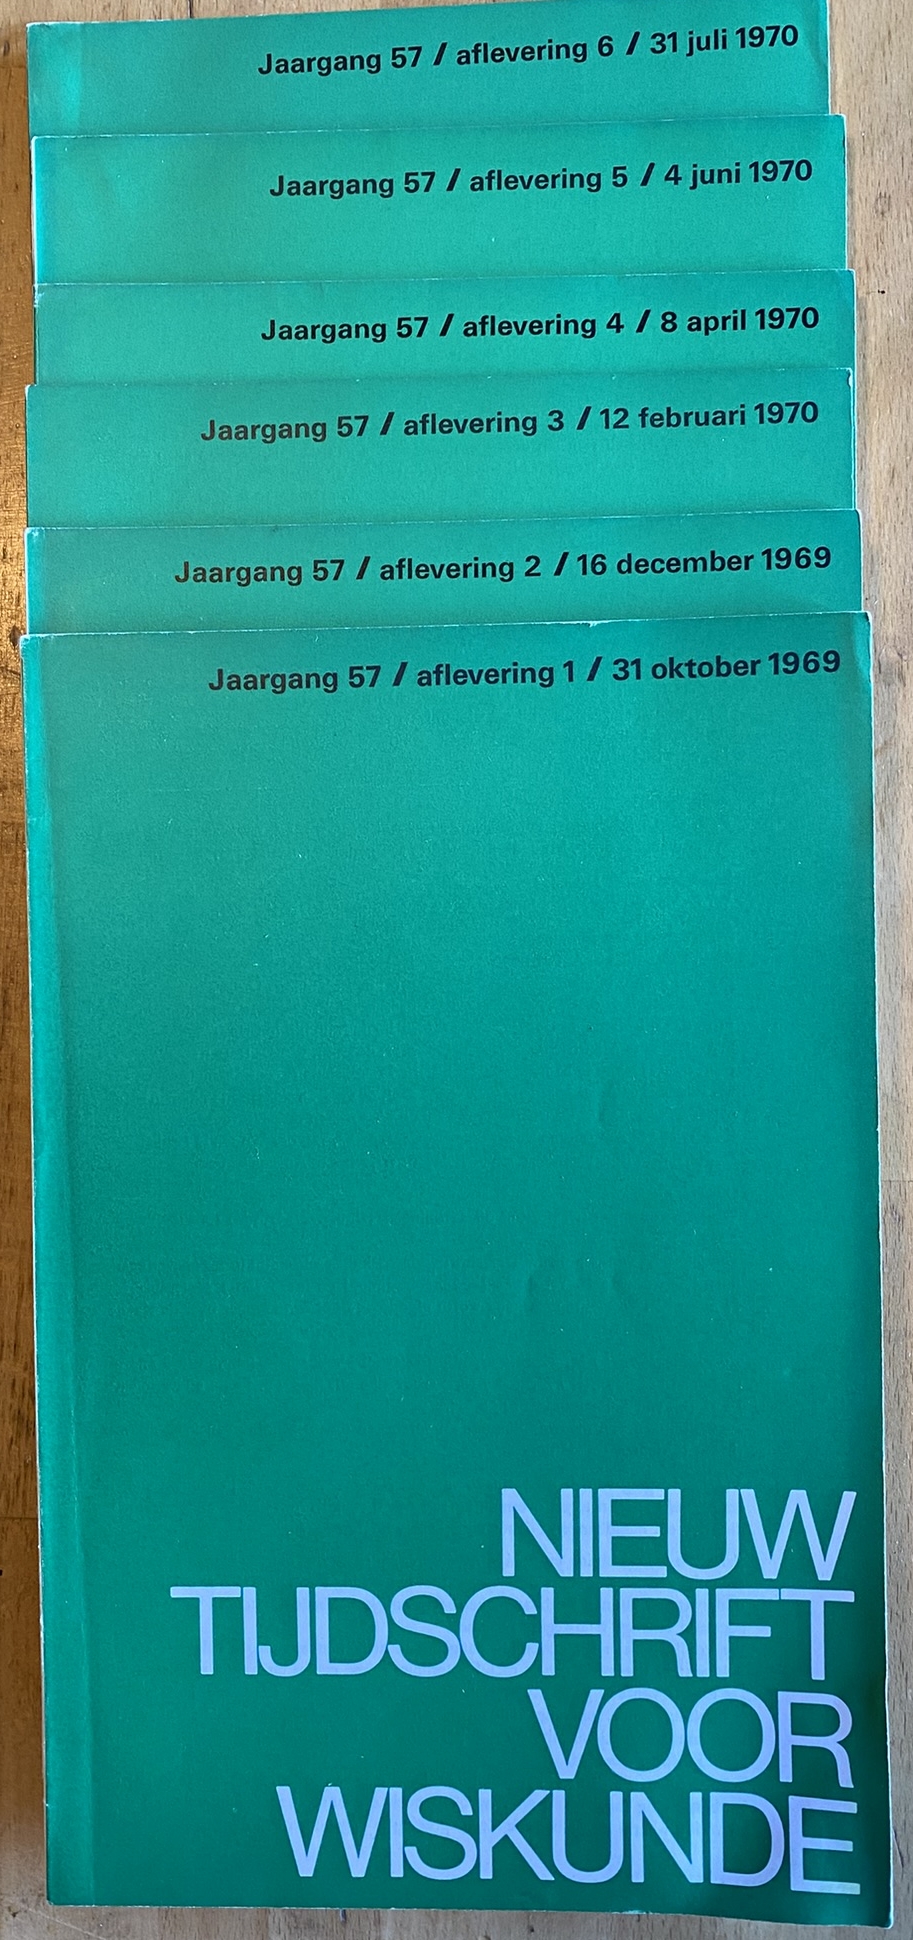 Jaargang 57 / aflevering 6 / 31 juli 1970
Jaargang 57 / aflevering 5 / 4 juni 1970
Jaargang 57 / aflevering 4 / 8 april 1970
Jaargang 57 / aflevering 3 / 12 februari 1970
Jaargang 57 / aflevering 2 / 16 december 1969
Jaargang 57 / aflevering 1 / 31 oktober 1969
NIEUW
TIJDSCHRIFT
VOOR
WISKUNDE